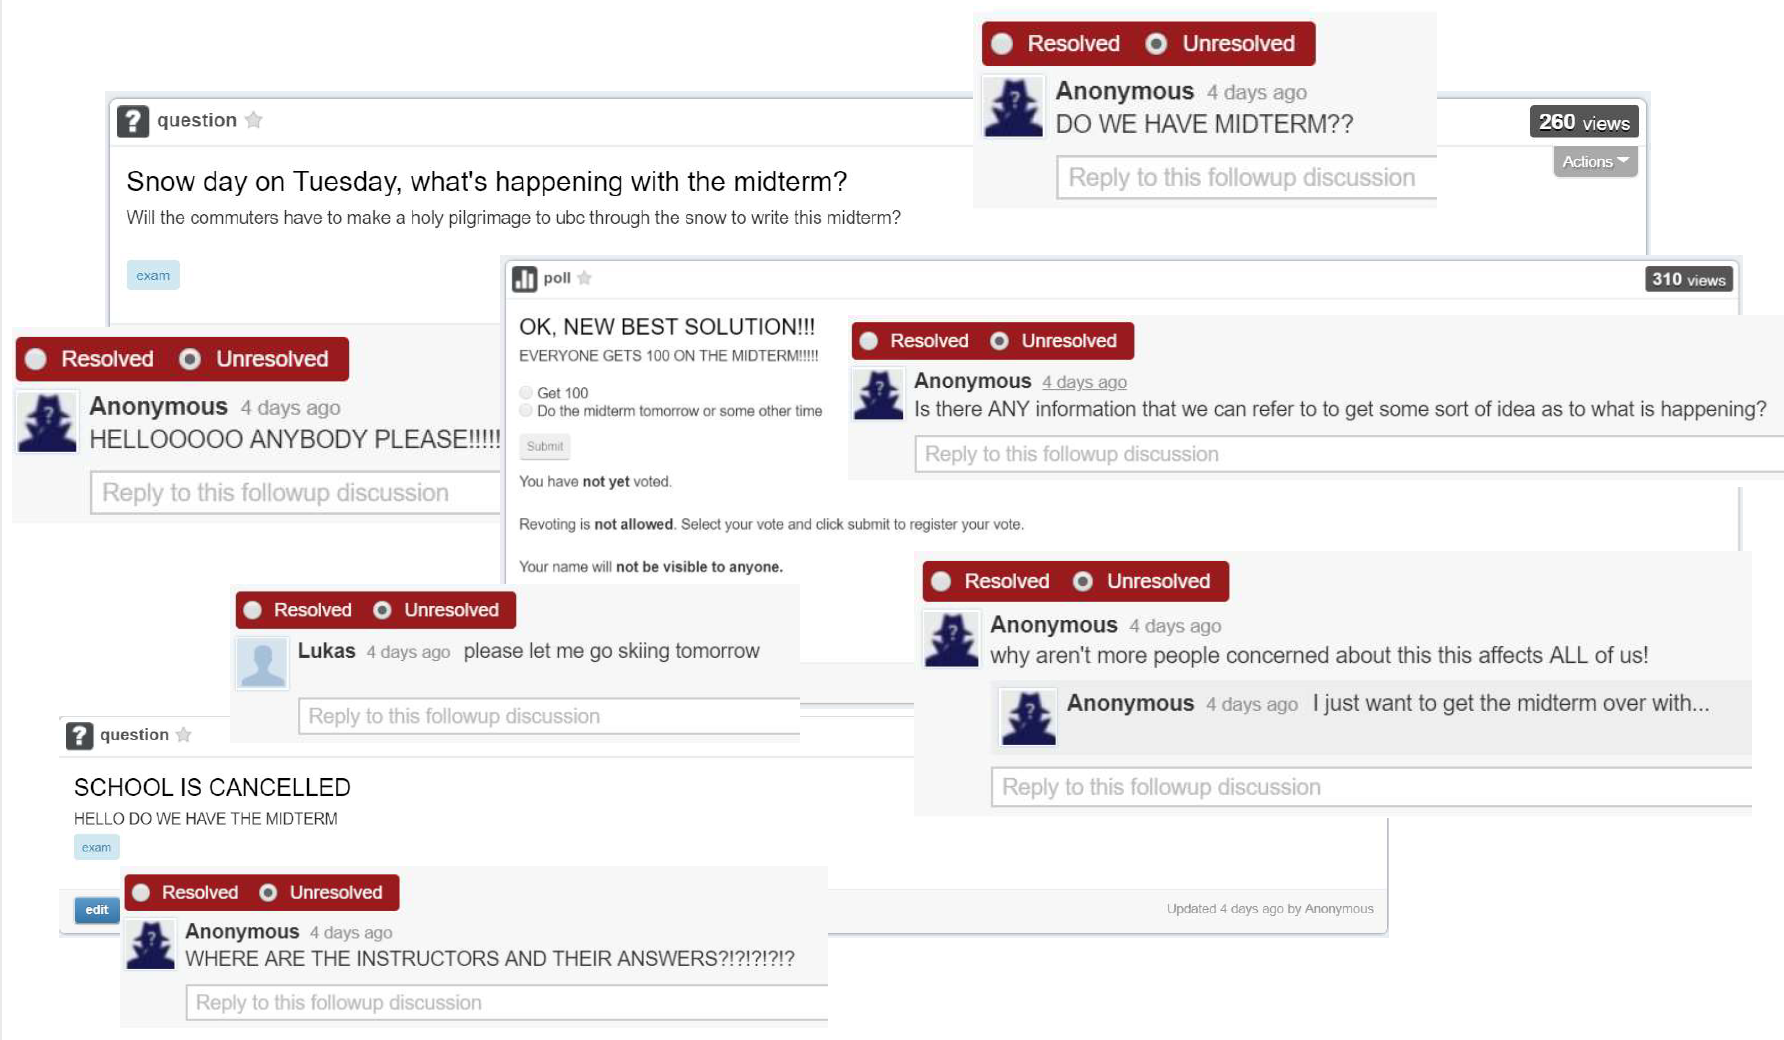 Resolved Unresolved
Anonymous 4 days ago
DO WE HAVE MIDTERM??
Reply to this followup discussion
question
260 views
Actions
Snow day on Tuesday, what's happening with the midterm?
Will the commuters have to make a holy pilgrimage to ubc through the snow to write this midterm?
exam
Resolved Unresolved
Anonymous 4 days ago
HELLOOOOO ANYBODY PLEASE!!!!!
Reply to this followup discussion
poll
310 views
OK, NEW BEST SOLUTION!!!
EVERYONE GETS 100 ON THE MIDTERM!!!!!
Get 100
Do the midterm tomorrow or some other time
Submit
You have not yet voted.
Revoting is not allowed. Select your vote and click submit to register your vote.
Your name will not be visible to anyone.
Resolved Unresolved
Anonymous 4 days ago
Is there ANY information that we can refer to to get some sort of idea as to what is happening?
Reply to this followup discussion
Resolved Unresolved
Lukas 4 days ago please let me go skiing tomorrow
Reply to this followup discussion
Resolved Unresolved
Anonymous 4 days ago
why aren't more people concerned about this this affects ALL of us!
Anonymous 4 days ago I just want to get the midterm over with...
Reply to this followup discussion
question
SCHOOL IS CANCELLED
HELLO DO WE HAVE THE MIDTERM
exam
edit
Updated 4 days ago by Anonymous
Resolved Unresolved
Anonymous 4 days ago
WHERE ARE THE INSTRUCTORS AND THEIR ANSWERS?!?!?!?!?
Reply to this followup discussion